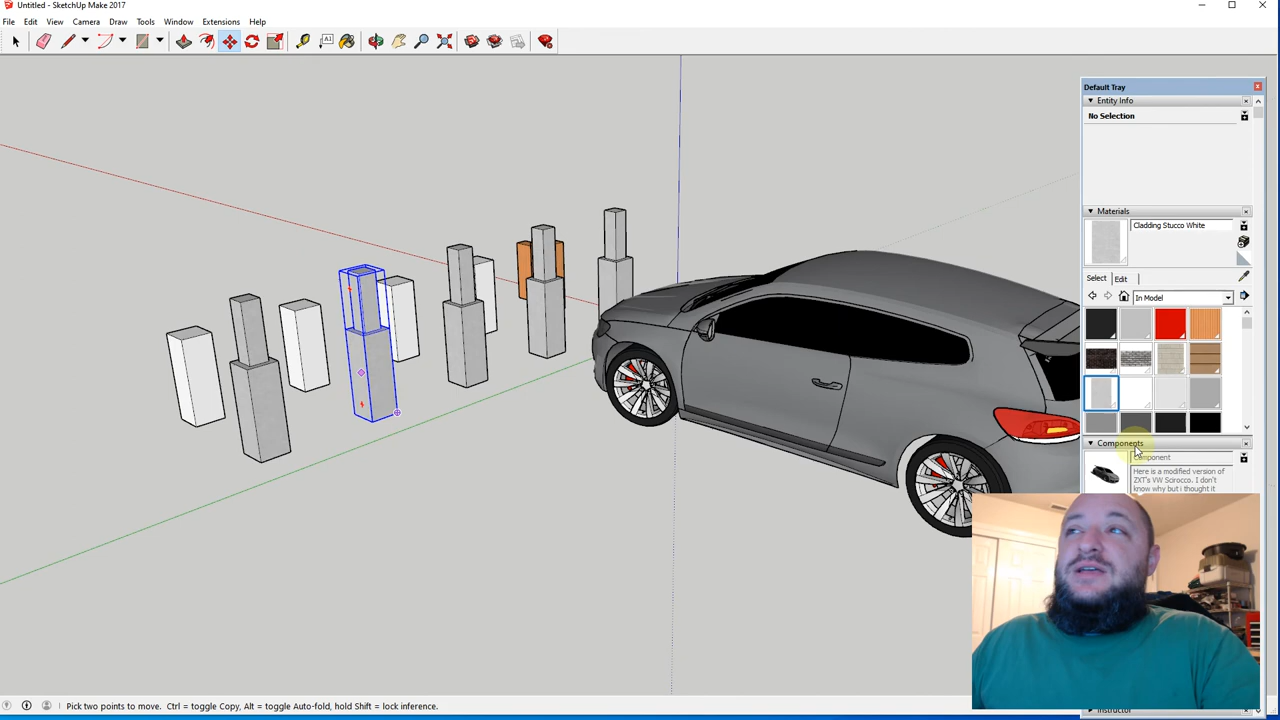 Untitled - SketchUp Make 2017
File Edit View Camera Draw Tools Window Extensions Help
A1
Default Tray
Entity Info
No Selection
Materials
Cladding Stucco White
Select Edit
In Model
Components
Component
Here is a modified version of
ZXT's VW Scirocco. I don't
know why but i thought it
Instructor
Pick two points to move. Ctrl = toggle Copy, Alt = toggle Auto-fold, hold Shift = lock inference.